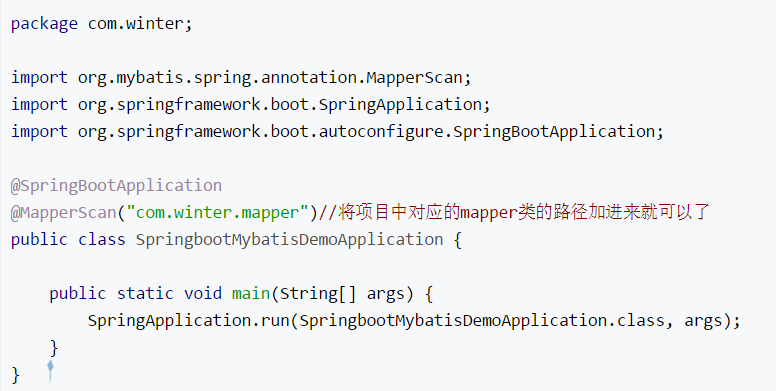 package com.winter;
import org.mybatis.spring.annotation.MapperScan;
import org.springframework.boot.SpringApplication;
import org.springframework.boot.autoconfigure.SpringBootApplication;
@SpringBootApplication
@MapperScan("com.winter.mapper")//将项目中对应的mapper类的路径加进来就可以了
public class SpringbootMybatisDemoApplication {
    public static void main(String[] args) {
        SpringApplication.run(SpringbootMybatisDemoApplication.class, args);
    }
}